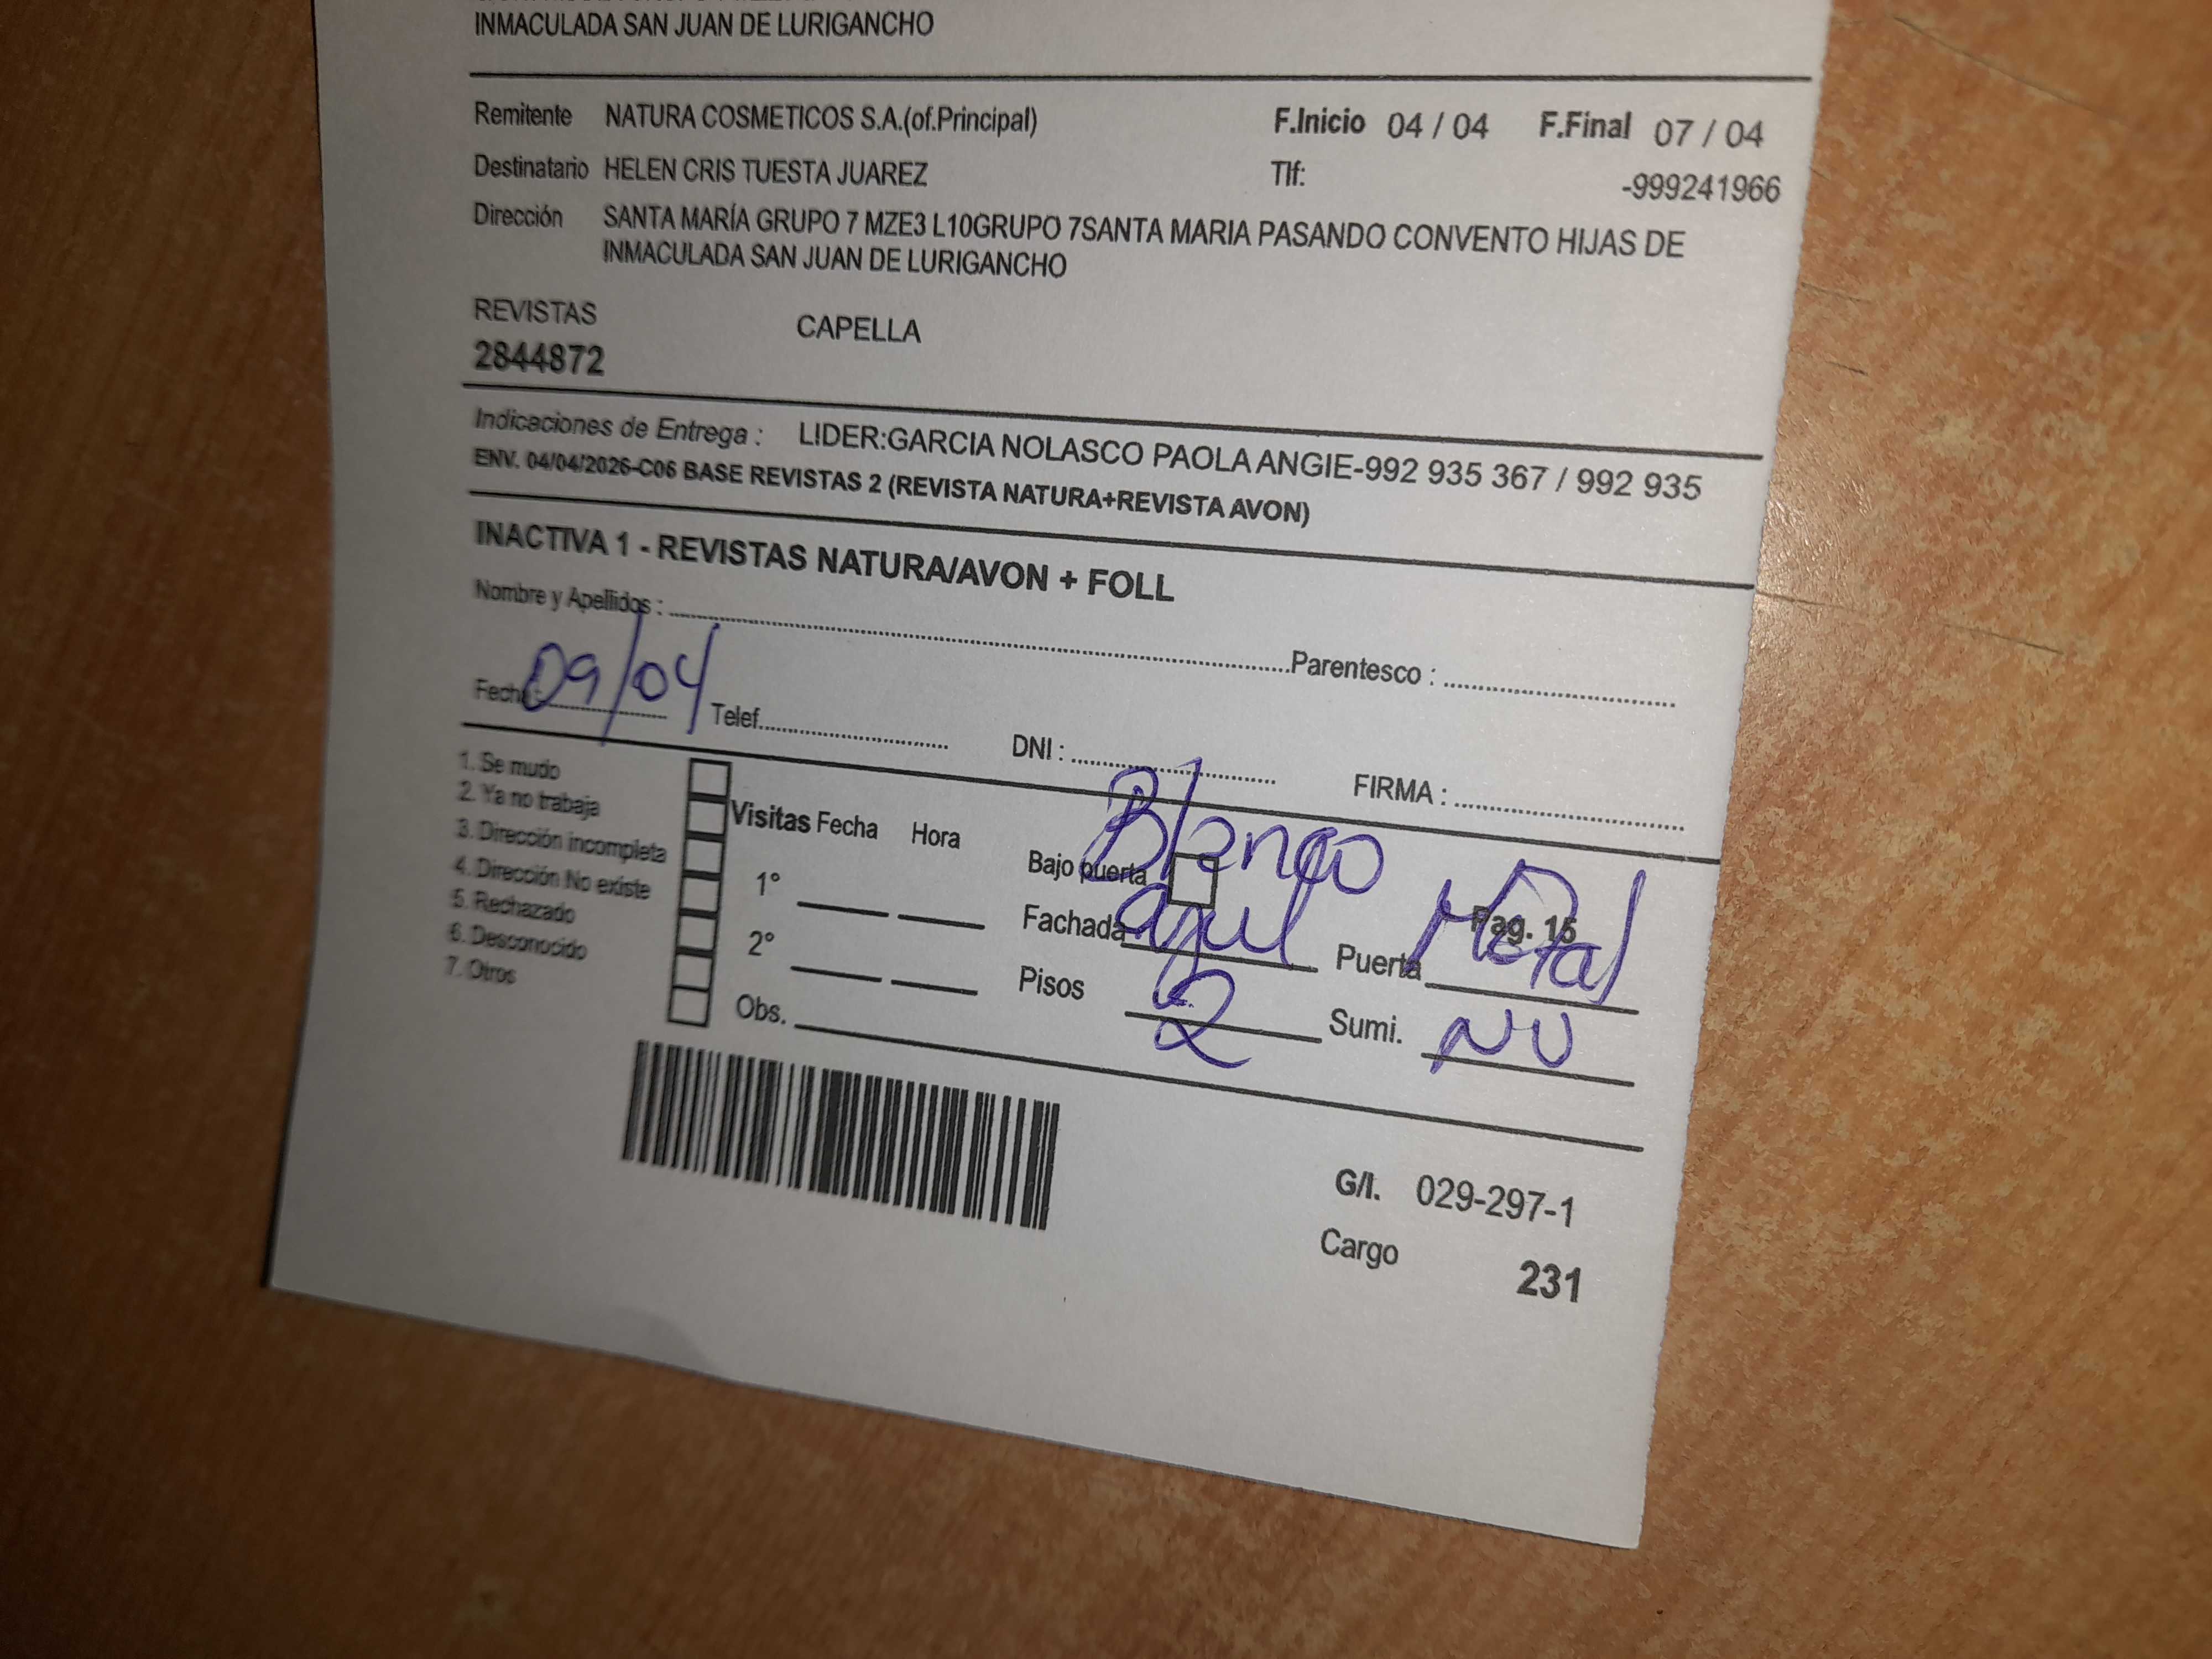 INMACULADA SAN JUAN DE LURIGANCHO
Remitente NATURA COSMETICOS S.A.(of.Principal) F.Inicio 04 / 04 F.Final 07 / 04
Destinatario HELEN CRIS TUESTA JUAREZ Tlf: -999241966
Dirección SANTA MARÍA GRUPO 7 MZE3 L10GRUPO 7SANTA MARIA PASANDO CONVENTO HIJAS DE
INMACULADA SAN JUAN DE LURIGANCHO
REVISTAS CAPELLA
2844872
Indicaciones de Entrega : LIDER:GARCIA NOLASCO PAOLA ANGIE-992 935 367 / 992 935
ENV. 04/04/2026-C06 BASE REVISTAS 2 (REVISTA NATURA+REVISTA AVON)
INACTIVA 1 - REVISTAS NATURA/AVON + FOLL
Nombre y Apellidos : Parentesco :
Fecha: 09/04 Telef. DNI : FIRMA :
1. Se mudo
2. Ya no trabaja
3. Dirección incompleta
4. Dirección No existe
5. Rechazado
6. Desconocido
7. Otros
Visitas Fecha Hora
1°
2°
Obs.
Bajo puerta Blanco
Pag. 15
Fachada azul Puerta Metal
Pisos 2 Sumi. NO
G/I. 029-297-1
Cargo 231